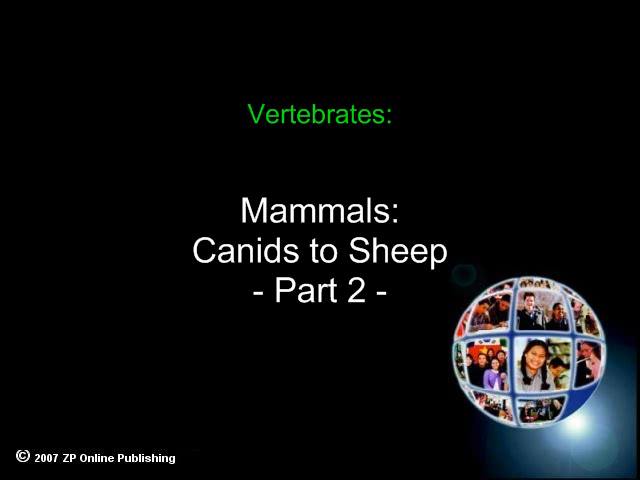 Vertebrates:
Mammals:
Canids to Sheep
- Part 2 -
© 2007 ZP Online Publishing